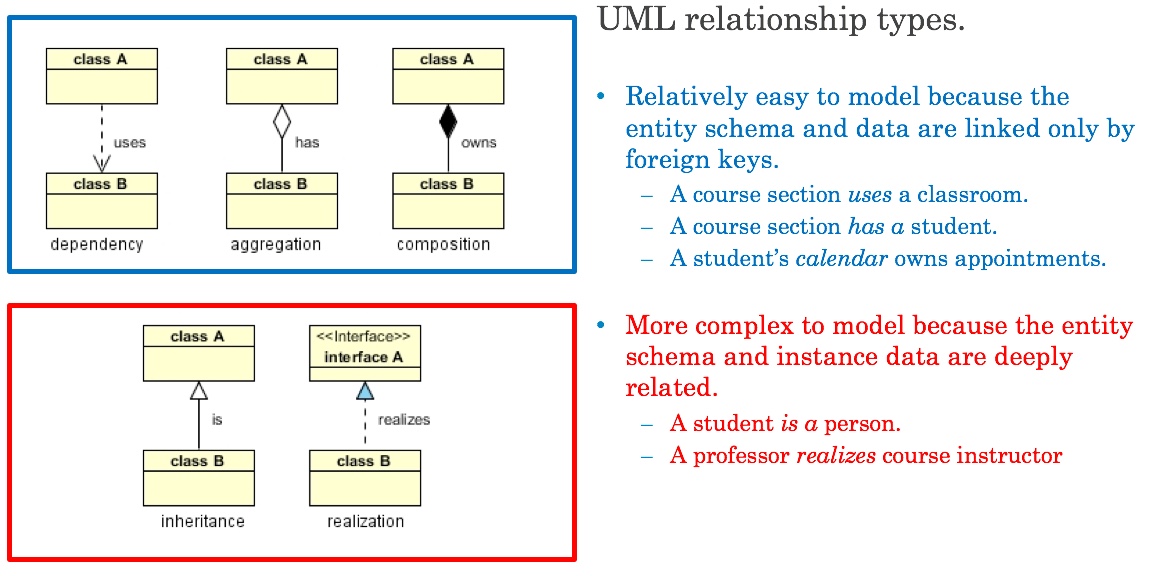 class A
class A
class A
uses
has
owns
class B
class B
class B
dependency
aggregation
composition
class A
<<Interface>>
interface A
is
realizes
class B
class B
inheritance
realization
UML relationship types.
• Relatively easy to model because the
entity schema and data are linked only by
foreign keys.
– A course section uses a classroom.
– A course section has a student.
– A student’s calendar owns appointments.
• More complex to model because the entity
schema and instance data are deeply
related.
– A student is a person.
– A professor realizes course instructor